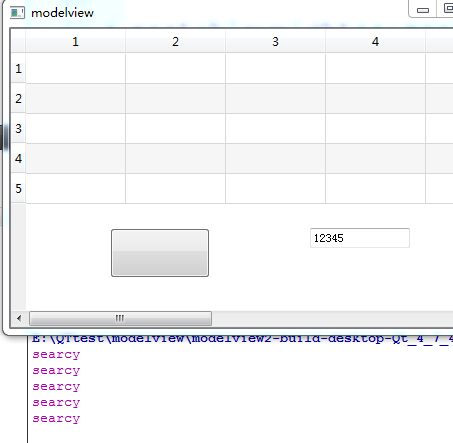 modelview
1 2 3 4
1
2
3
4
5
12345
E:\QTtest\modelview\modelview2-build-desktop-Qt_4_7_4
searcy
searcy
searcy
searcy
searcy